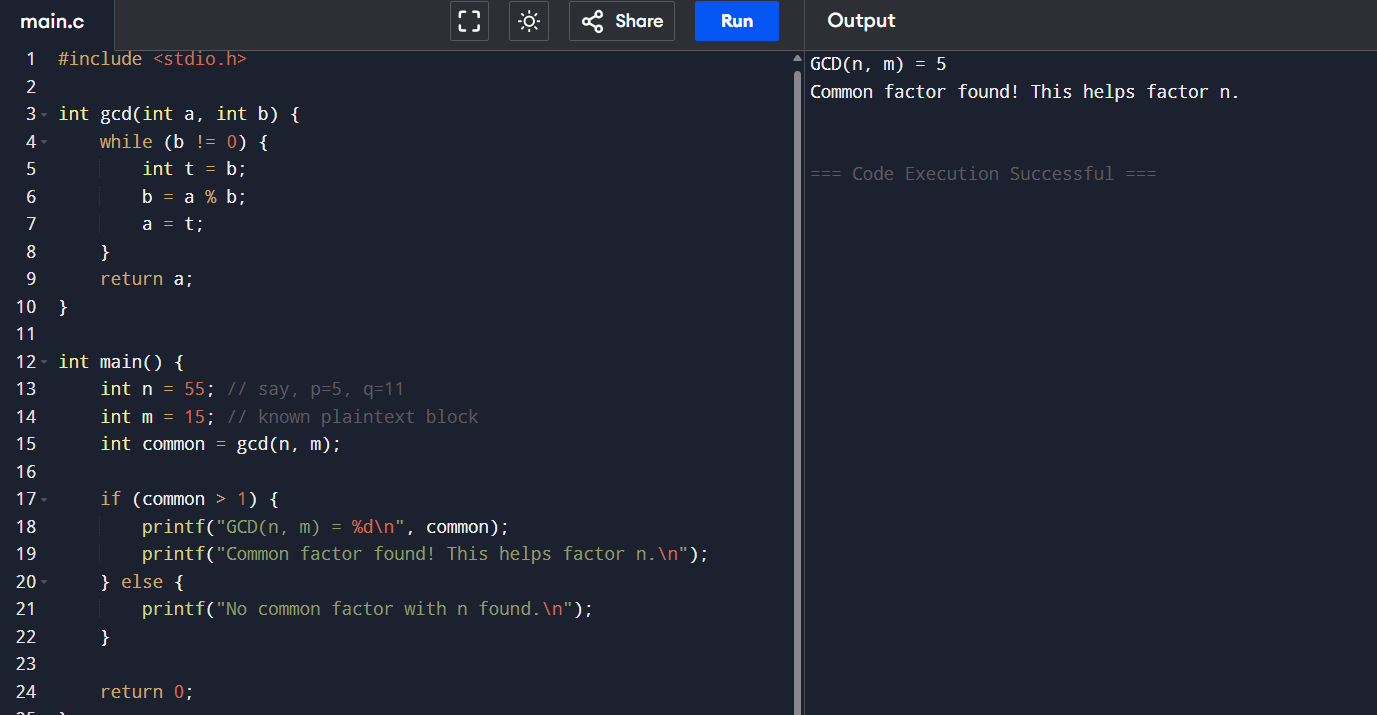 main.c
Share
Run
Output
1 #include <stdio.h>
2
3 int gcd(int a, int b) {
4     while (b != 0) {
5         int t = b;
6         b = a % b;
7         a = t;
8     }
9     return a;
10 }
11
12 int main() {
13     int n = 55; // say, p=5, q=11
14     int m = 15; // known plaintext block
15     int common = gcd(n, m);
16
17     if (common > 1) {
18         printf("GCD(n, m) = %d\n", common);
19         printf("Common factor found! This helps factor n.\n");
20     } else {
21         printf("No common factor with n found.\n");
22     }
23
24     return 0;
GCD(n, m) = 5
Common factor found! This helps factor n.
=== Code Execution Successful ===